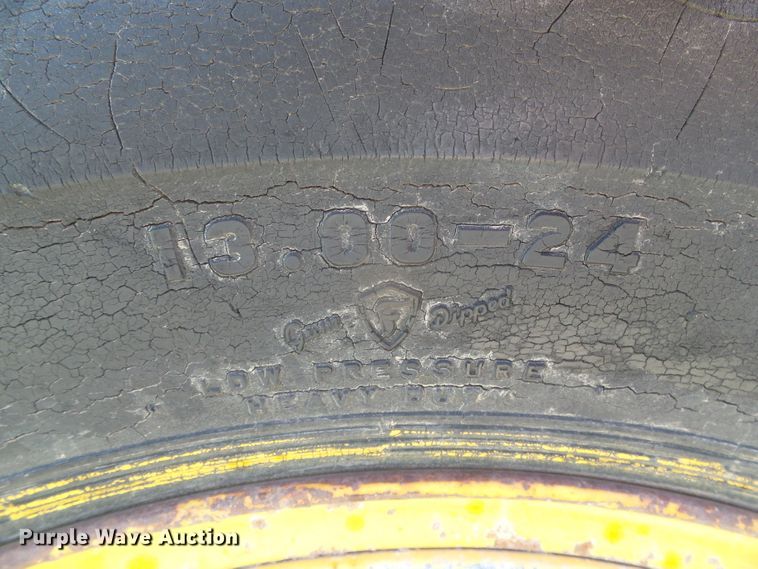 13.00-24
Gum-F Dipped
LOW PRESSURE
HEAVY DUTY
Purple Wave Auction